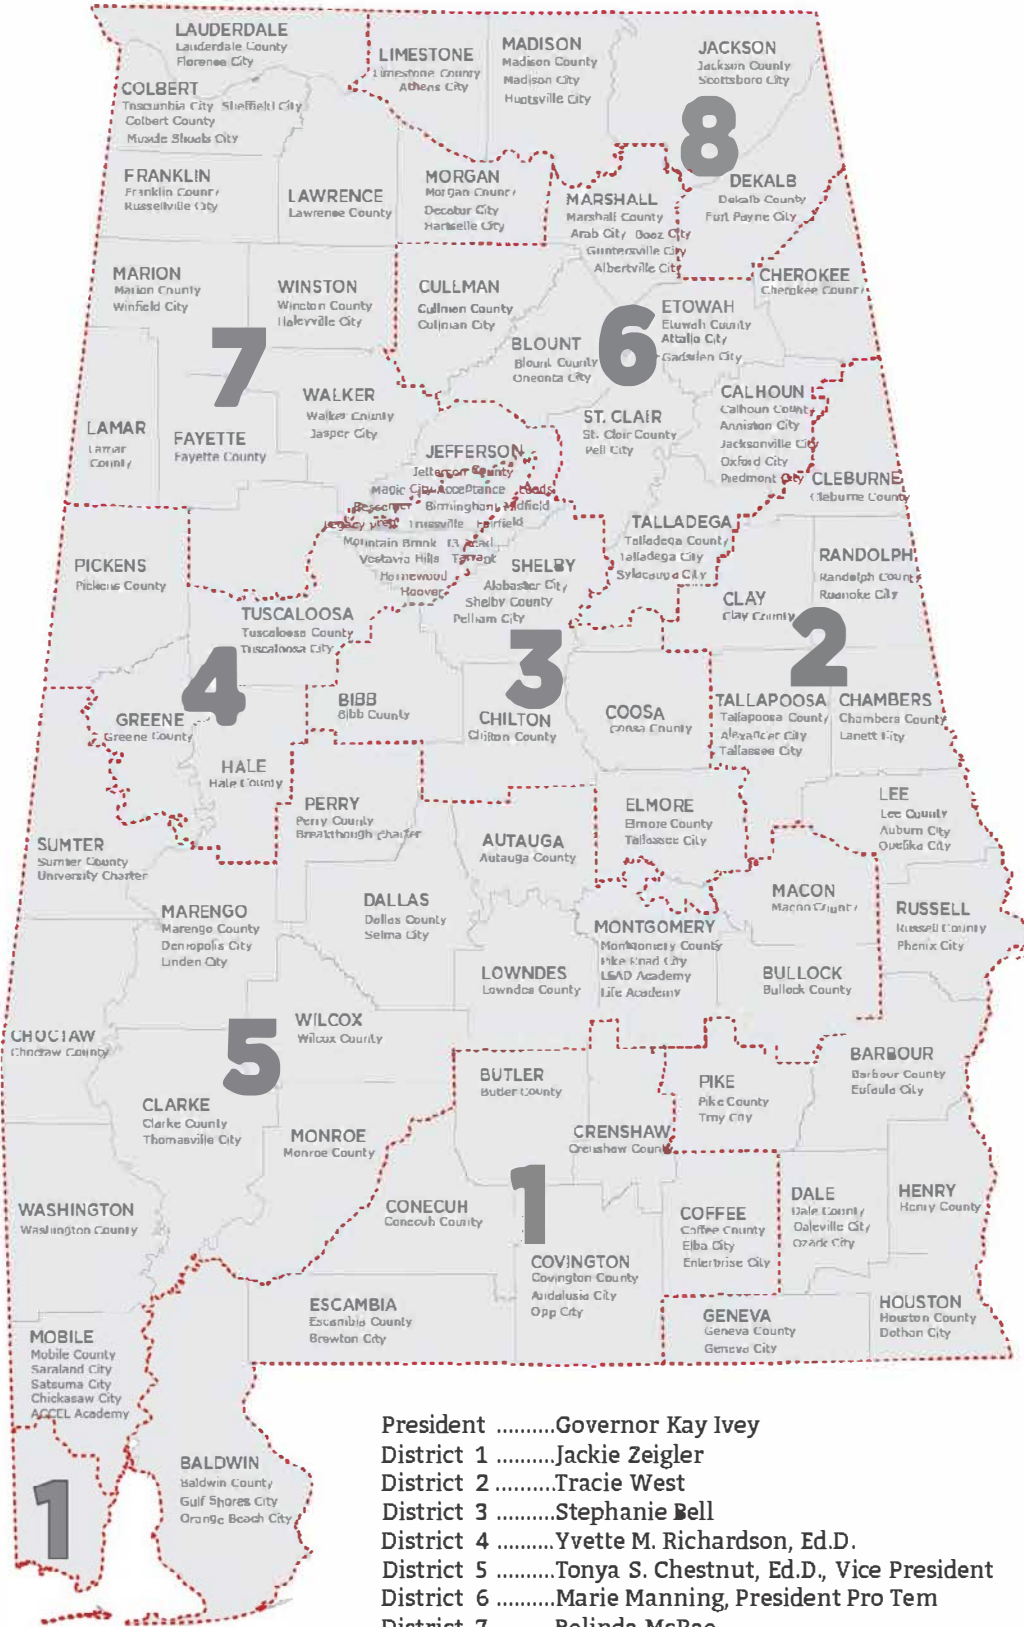 LAUDERDALE
Lauderdale County
Florence City
COLBERT
Tuscumbia City Sheffield City
Colbert County
Muscle Shoals City
LIMESTONE
Limestone County
Athens City
MADISON
Madison County
Madison City
Huntsville City
JACKSON
Jackson County
Scottsboro City
8
FRANKLIN
Franklin County
Russellville City
LAWRENCE
Lawrence County
MORGAN
Morgan County
Decatur City
Hartselle City
MARSHALL
Marshall County
Arab City Boaz City
Guntersville City
Albertville City
DEKALB
Dekalb County
Fort Payne City
MARION
Marion County
Winfield City
WINSTON
Winston County
Haleyville City
CULLMAN
Cullman County
Cullman City
CHEROKEE
Cherokee County
ETOWAH
Etowah County
Attalla City
Gadsden City
6
BLOUNT
Blount County
Oneonta City
7
WALKER
Walker County
Jasper City
LAMAR
Lamar
County
FAYETTE
Fayette County
ST. CLAIR
St. Clair County
Pell City
CALHOUN
Calhoun County
Anniston City
Jacksonville City
Oxford City
Piedmont City
CLEBURNE
Cleburne County
JEFFERSON
Jefferson County
Magic City Acceptance Leeds
Bessemer Birmingham Midfield
Legacy Prep Trussville Fairfield
Mountain Brook I3 Acad
Vestavia Hills Tarrant
Homewood
Hoover
SHELBY
Alabaster City
Shelby County
Pelham City
TALLADEGA
Talladega County
Talladega City
Sylacauga City
RANDOLPH
Randolph County
Roanoke City
CLAY
Clay County
PICKENS
Pickens County
TUSCALOOSA
Tuscaloosa County
Tuscaloosa City
4
3
2
GREENE
Greene County
BIBB
Bibb County
CHILTON
Chilton County
COOSA
Coosa County
TALLAPOOSA
Tallapoosa County
Alexander City
Tallassee City
CHAMBERS
Chambers County
Lanett City
HALE
Hale County
PERRY
Perry County
Breakthough Charter
AUTAUGA
Autauga County
ELMORE
Elmore County
Tallassee City
LEE
Lee County
Auburn City
Opelika City
SUMTER
Sumter County
University Charter
MARENGO
Marengo County
Demopolis City
Linden City
DALLAS
Dallas County
Selma City
MONTGOMERY
Montgomery County
Pike Road City
LEAD Academy
Life Academy
MACON
Macon County
RUSSELL
Russell County
Phenix City
LOWNDES
Lowndes County
BULLOCK
Bullock County
CHOCTAW
Choctaw County
5
WILCOX
Wilcox County
BARBOUR
Barbour County
Eufaula City
BUTLER
Butler County
PIKE
Pike County
Troy City
CLARKE
Clarke County
Thomasville City
MONROE
Monroe County
CRENSHAW
Crenshaw County
WASHINGTON
Washington County
CONECUH
Conecuh County
1
COFFEE
Coffee County
Elba City
Enterprise City
DALE
Dale County
Daleville City
Ozark City
HENRY
Henry County
COVINGTON
Covington County
Andalusia City
Opp City
ESCAMBIA
Escambia County
Brewton City
GENEVA
Geneva County
Geneva City
HOUSTON
Houston County
Dothan City
MOBILE
Mobile County
Saraland City
Satsuma City
Chickasaw City
ACCEL Academy
1
BALDWIN
Baldwin County
Gulf Shores City
Orange Beach City
President ..........Governor Kay Ivey
District 1 ..........Jackie Zeigler
District 2 ..........Tracie West
District 3 ..........Stephanie Bell
District 4 ..........Yvette M. Richardson, Ed.D.
District 5 ..........Tonya S. Chestnut, Ed.D., Vice President
District 6 ..........Marie Manning, President Pro Tem
District 7 ..........Belinda McRae